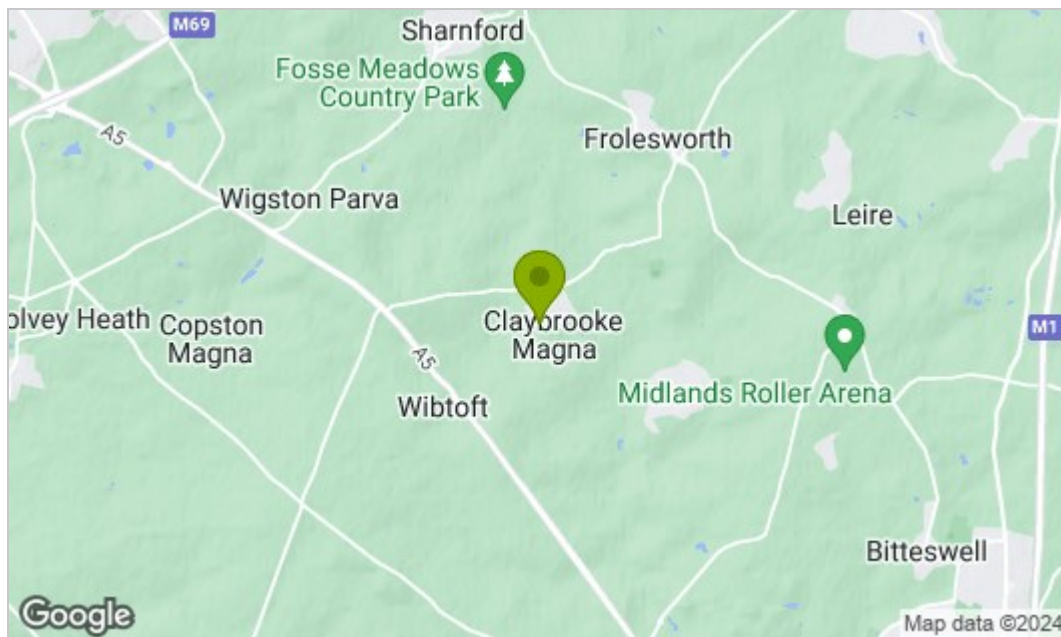 M69
Sharnford
Fosse Meadows
Country Park
A5
Frolesworth
Wigston Parva
Leire
olvey Heath
Copston
Magna
Claybrooke
Magna
M1
A5
Midlands Roller Arena
Wibtoft
Bitteswell
Google
Map data ©2024